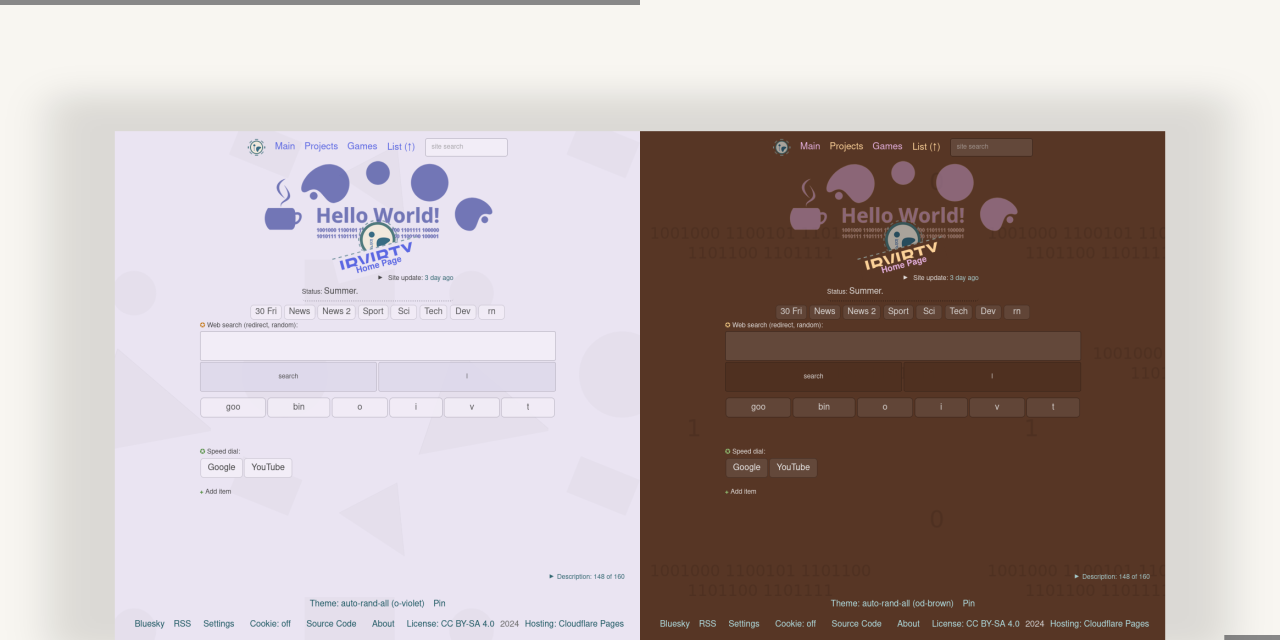 Main Projects Games List (↑) site search
Hello World!
IRVIRTV
Home Page
► Site update: 3 day ago
Status: Summer.
30 Fri News News 2 Sport Sci Tech Dev rn
Web search (redirect, random):
search I
goo bin o i v t
Speed dial:
Google YouTube
+ Add item
► Description: 148 of 160
Theme: auto-rand-all (o-violet) Pin
Bluesky RSS Settings Cookie: off Source Code About License: CC BY-SA 4.0 2024 Hosting: Cloudflare Pages
Main Projects Games List (↑) site search
Hello World!
IRVIRTV
Home Page
► Site update: 3 day ago
Status: Summer.
30 Fri News News 2 Sport Sci Tech Dev rn
Web search (redirect, random):
search I
goo bin o i v t
1 1
Speed dial:
Google YouTube
+ Add item
0
1001000 1100101 1101100
► Description: 148 of 160
1101100 1101111
Theme: auto-rand-all (od-brown) Pin
Bluesky RSS Settings Cookie: off Source Code About License: CC BY-SA 4.0 2024 Hosting: Cloudflare Pages